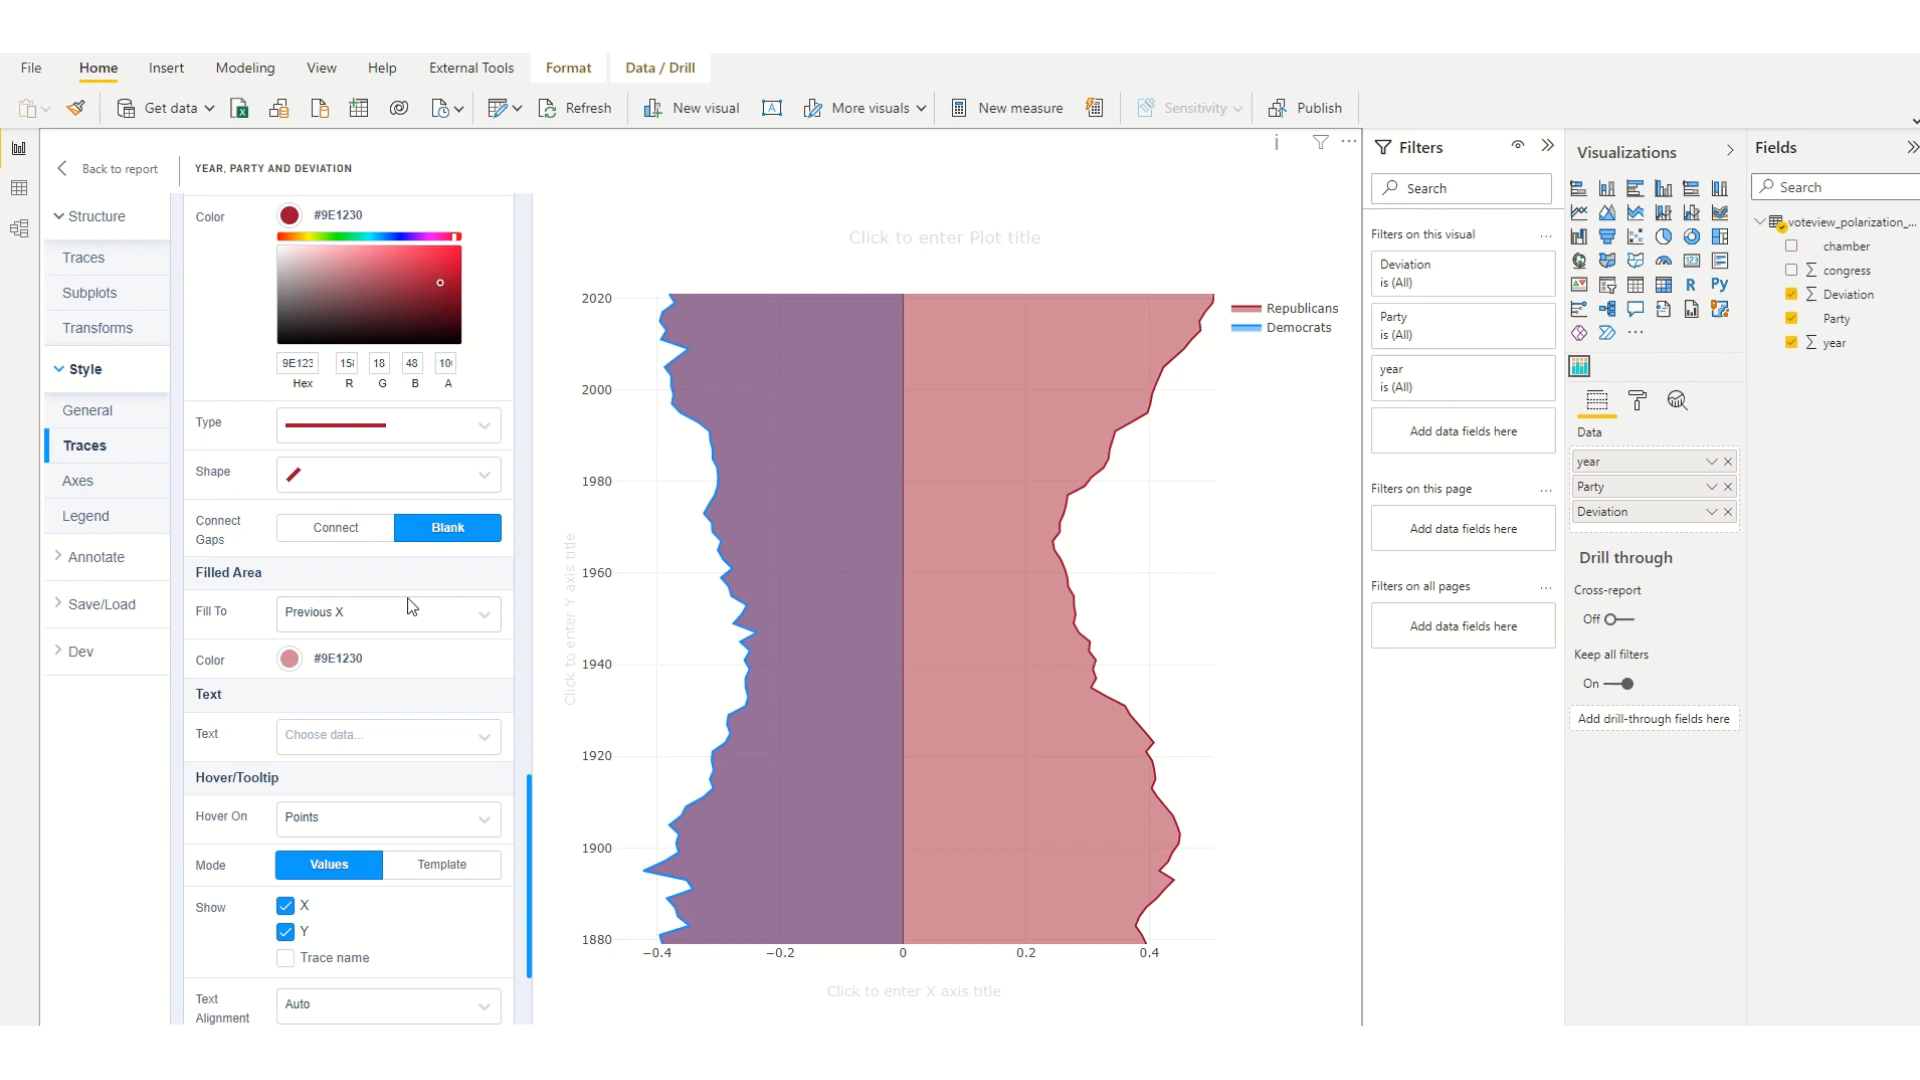 File Home Insert Modeling View Help External Tools Format Data / Drill
Get data Refresh New visual More visuals New measure Sensitivity Publish
Back to report YEAR, PARTY AND DEVIATION
Structure
Traces
Subplots
Transforms
Style
General
Traces
Axes
Legend
Annotate
Save/Load
Dev
Color #9E1230
9E123 18 48
Hex R G B A
Type
Shape
Connect
Gaps
Connect Blank
Filled Area
Fill To Previous X
Color #9E1230
Text
Text Choose data...
Hover/Tooltip
Hover On Points
Mode Values Template
Show X
Y
Trace name
Text
Alignment
Auto
Click to enter Plot title
Republicans
Democrats
2020
2000
1980
1960
1940
1920
1900
1880
Click to enter Y axis title
−0.4 −0.2 0 0.2 0.4
Click to enter X axis title
Filters
Search
Filters on this visual ...
Deviation
is (All)
Party
is (All)
year
is (All)
Add data fields here
Filters on this page ...
Add data fields here
Filters on all pages ...
Add data fields here
Visualizations
123
R Py
...
Data
year
Party
Deviation
Drill through
Cross-report
Off
Keep all filters
On
Add drill-through fields here
Fields
Search
voteview_polarization_...
chamber
∑ congress
∑ Deviation
Party
∑ year